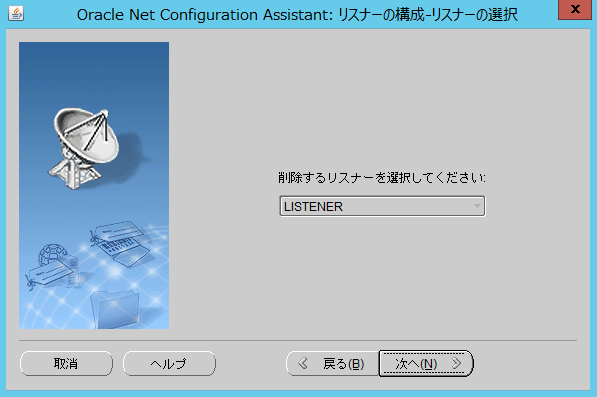 Oracle Net Configuration Assistant: リスナーの構成-リスナーの選択
x
削除するリスナーを選択してください:
LISTENER
取消
ヘルプ
戻る(B)
次へ(N)